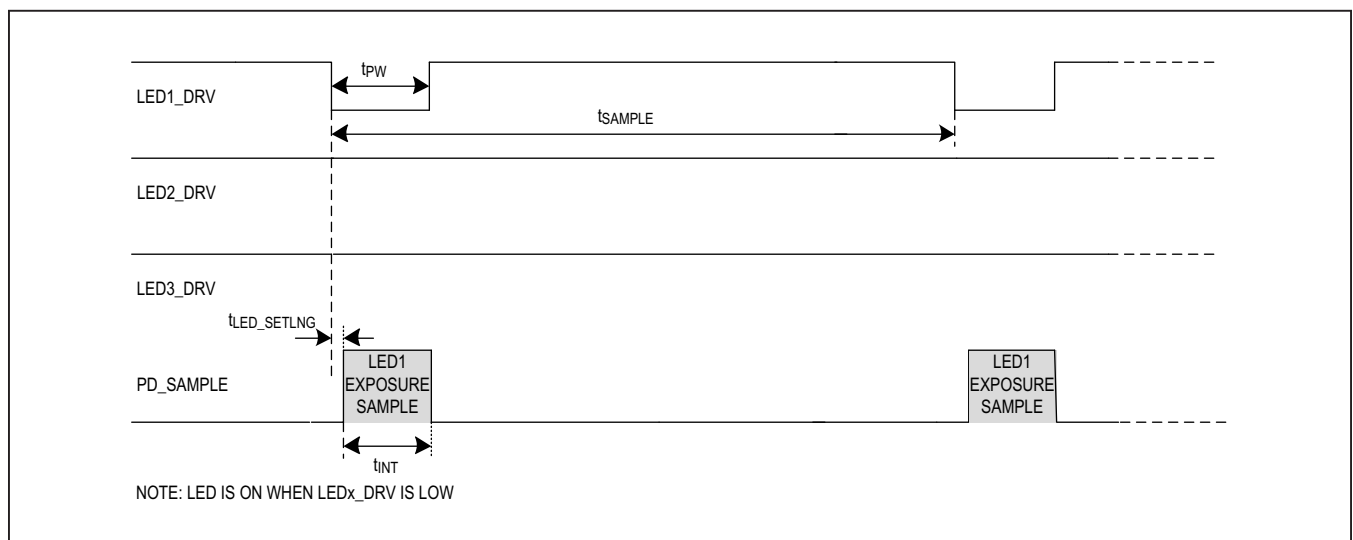 tPW
LED1_DRV
tSAMPLE
LED2_DRV
LED3_DRV
tLED_SETLNG
LED1
EXPOSURE
SAMPLE
LED1
EXPOSURE
SAMPLE
PD_SAMPLE
tINT
NOTE: LED IS ON WHEN LEDx_DRV IS LOW